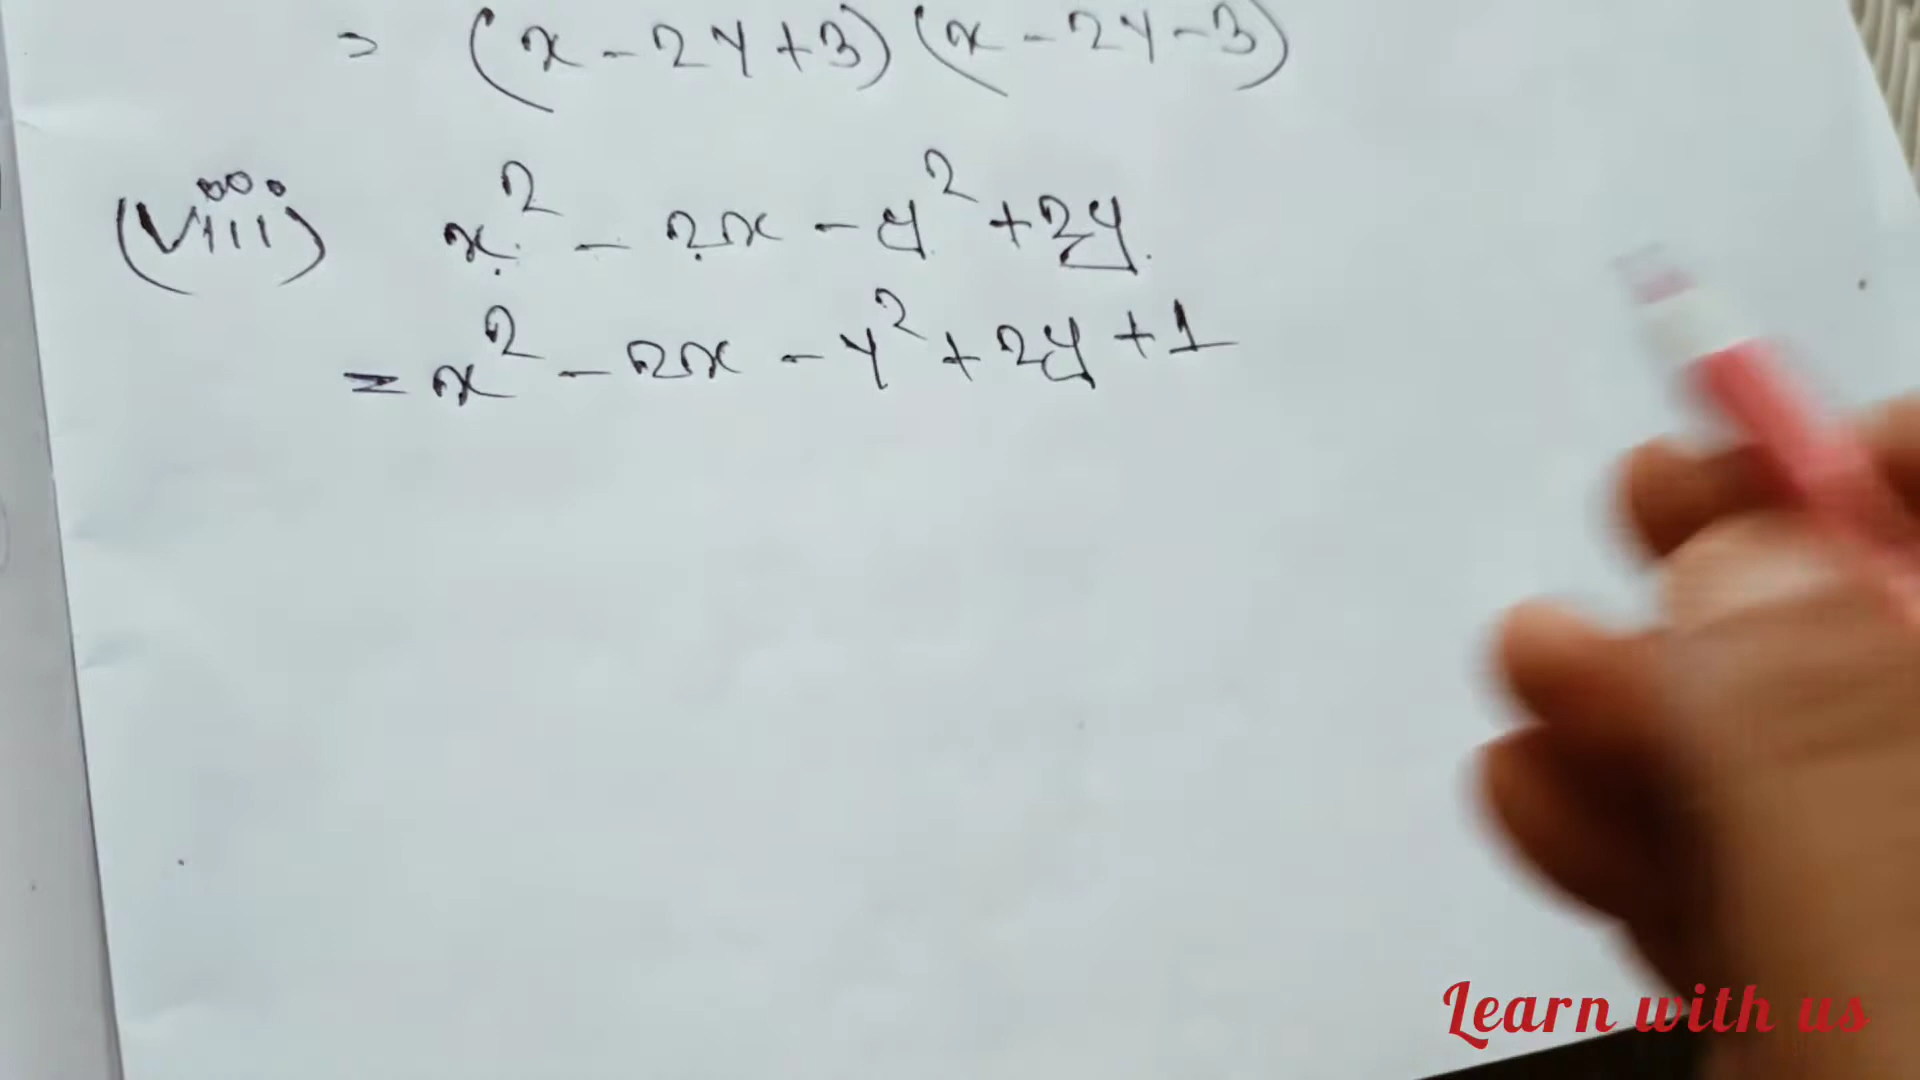 = (x - 2y + 3) (x - 2y - 3)
(viii) x² - 2x - y² + 2y
= x² - 2x - y² + 2y + 1
Learn with us